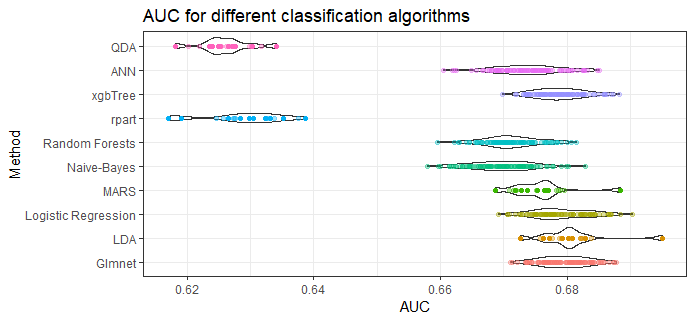 AUC for different classification algorithms
QDA
ANN
xgbTree
rpart
Random Forests
Naive-Bayes
MARS
Logistic Regression
LDA
Glmnet
Method
0.62 0.64 0.66 0.68
AUC